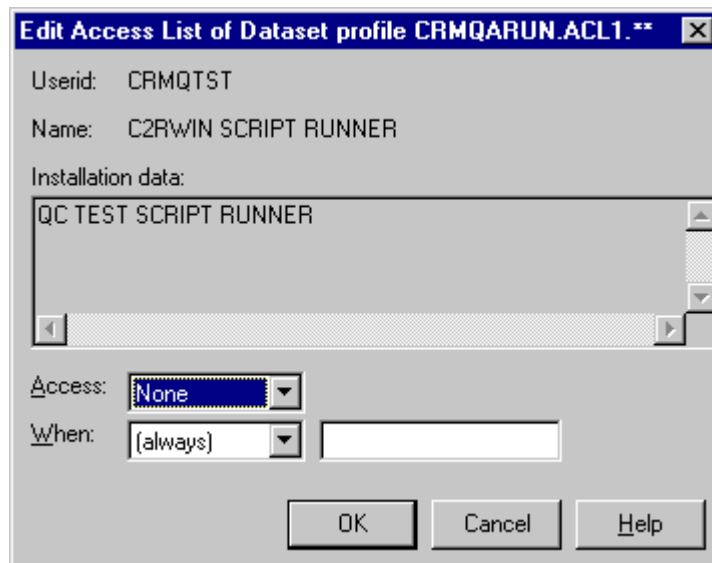 Edit Access List of Dataset profile CRMQARUN.ACL1.**
Userid: CRMQTST
Name: C2RWIN SCRIPT RUNNER
Installation data:
QC TEST SCRIPT RUNNER
Access: None
When: (always)
OK Cancel Help